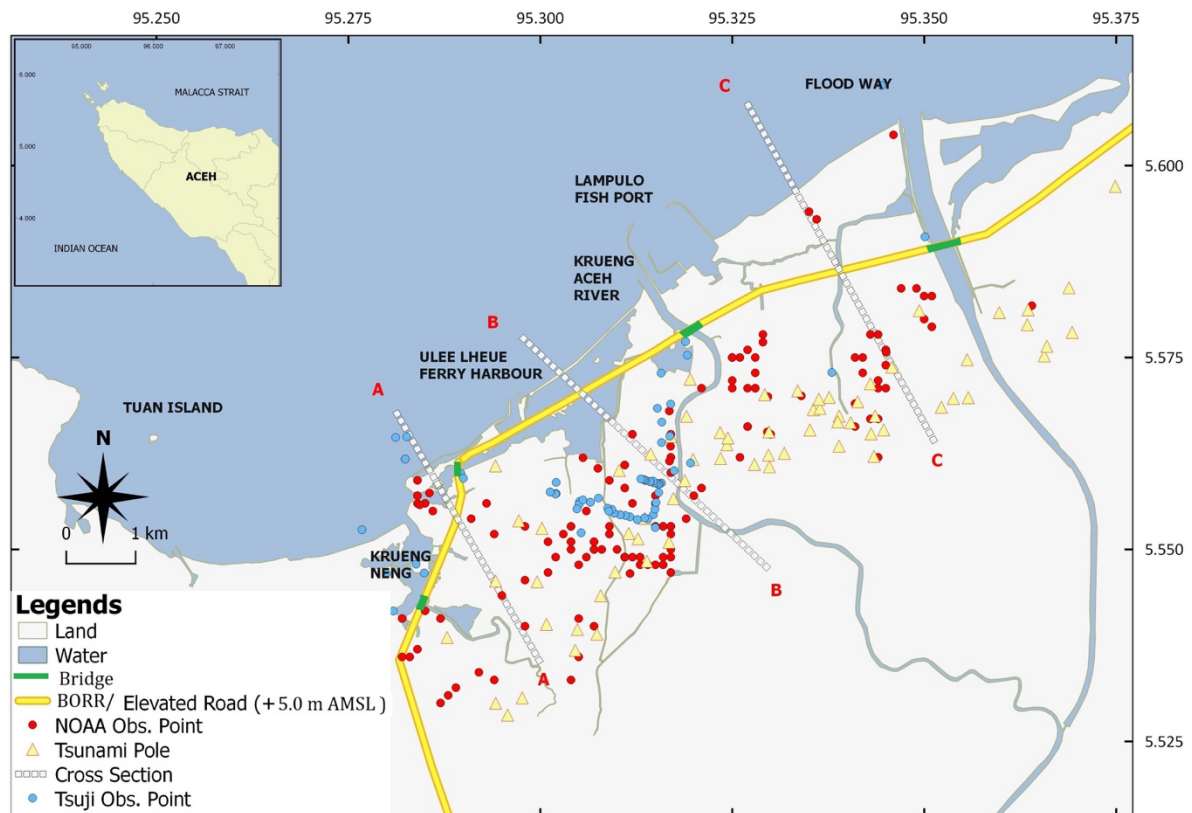 95.250 95.275 95.300 95.325 95.350 95.375
95.000 96.000 97.000
6.000
MALACCA STRAIT
5.000
ACEH
4.000
INDIAN OCEAN
C
FLOOD WAY
5.600
LAMPULO
FISH PORT
KRUENG
ACEH
RIVER
B
ULEE LHEUE
FERRY HARBOUR
5.575
A
TUAN ISLAND
N
0 1 km
C
5.550
KRUENG
NENG
B
A
5.525
Legends
Land
Water
Bridge
BORR/ Elevated Road (+5.0 m AMSL )
NOAA Obs. Point
Tsunami Pole
Cross Section
Tsuji Obs. Point